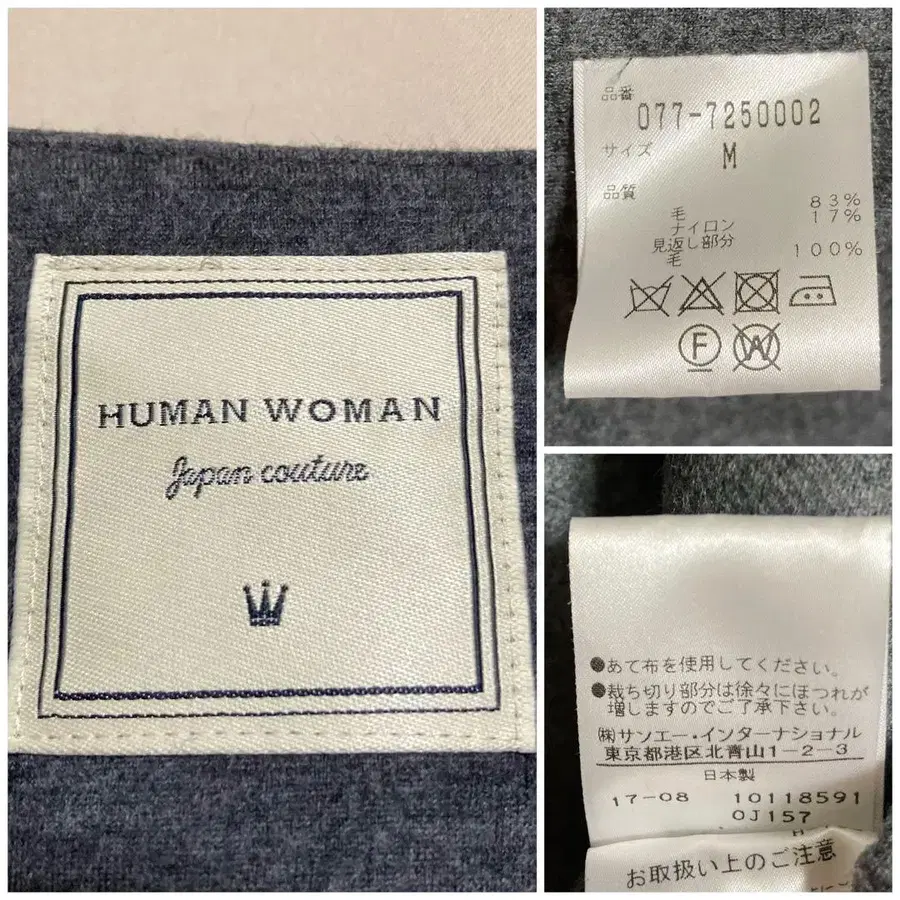 HUMAN WOMAN
Japan couture
品番
077-7250002
サイズ
M
品質
毛 83%
ナイロン 17%
見返し部分
毛 100%
F
W
●あて布を使用してください。
●裁ち切り部分は徐々にほつれが
増しますのでご了承下さい。
㈱サンエー・インターナショナル
東京都港区北青山1-2-3
日本製
17-08 10118591
0J157
お取扱い上のご注意